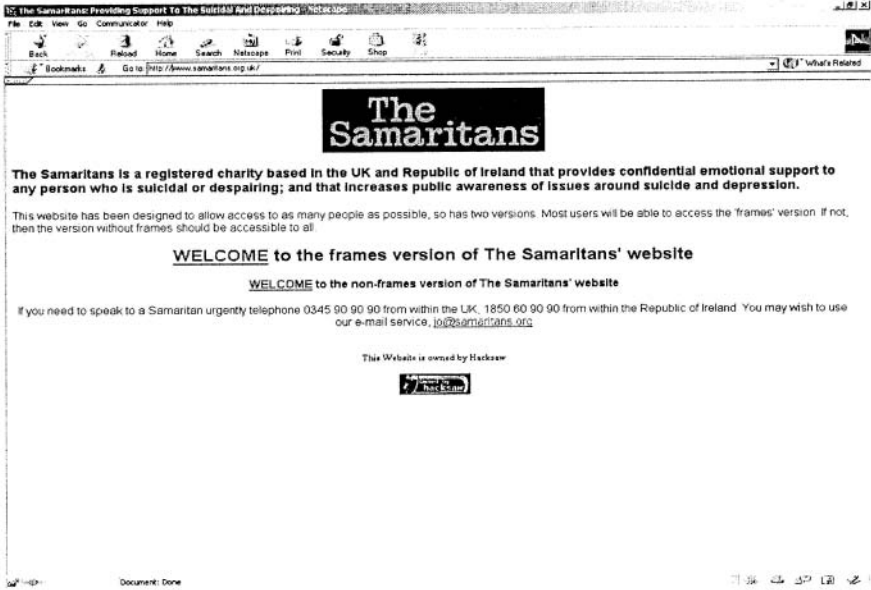 The Samaritans: Providing Support To The Suicidal And Despairing - Netscape
File Edit View Go Communicator Help
Back Reload Home Search Netscape Print Security Shop
Bookmarks Go to: http://www.samaritans.org.uk/ What's Related
The
Samaritans
The Samaritans is a registered charity based in the UK and Republic of Ireland that provides confidential emotional support to
any person who is suicidal or despairing; and that increases public awareness of issues around suicide and depression.
This website has been designed to allow access to as many people as possible, so has two versions. Most users will be able to access the 'frames' version. If not,
then the version without frames should be accessible to all.
WELCOME to the frames version of The Samaritans' website
WELCOME to the non-frames version of The Samaritans' website
If you need to speak to a Samaritan urgently telephone 0345 90 90 90 from within the UK, 1850 60 90 90 from within the Republic of Ireland. You may wish to use
our e-mail service, jo@samaritans.org
This Website is owned by Hacksaw
hacksaw
Document: Done